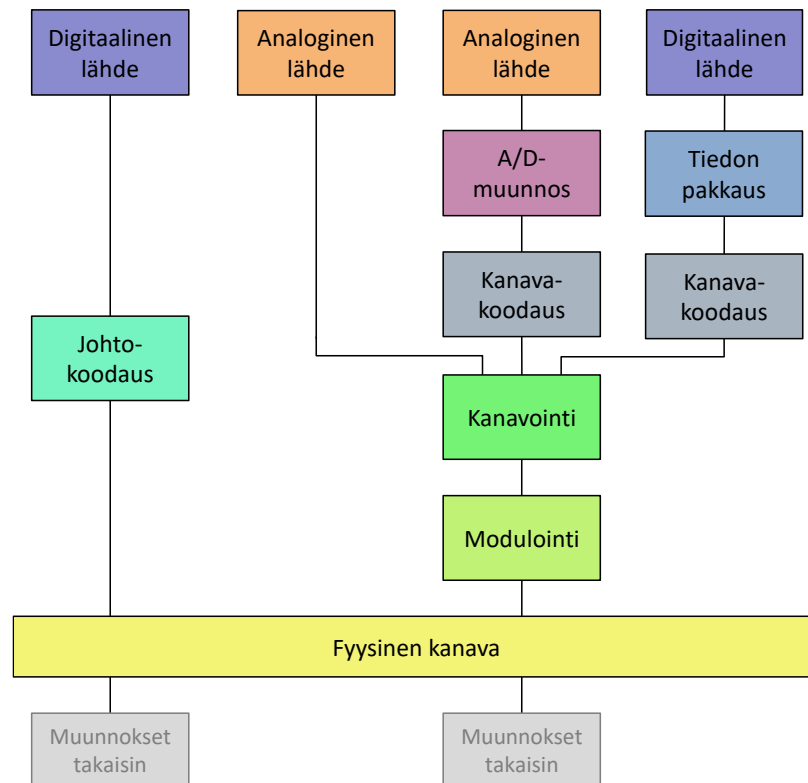 Digitaalinen
lähde
Analoginen
lähde
Analoginen
lähde
Digitaalinen
lähde
A/D-
muunnos
Tiedon
pakkaus
Kanava-
koodaus
Kanava-
koodaus
Johto-
koodaus
Kanavointi
Modulointi
Fyysinen kanava
Muunnokset
takaisin
Muunnokset
takaisin